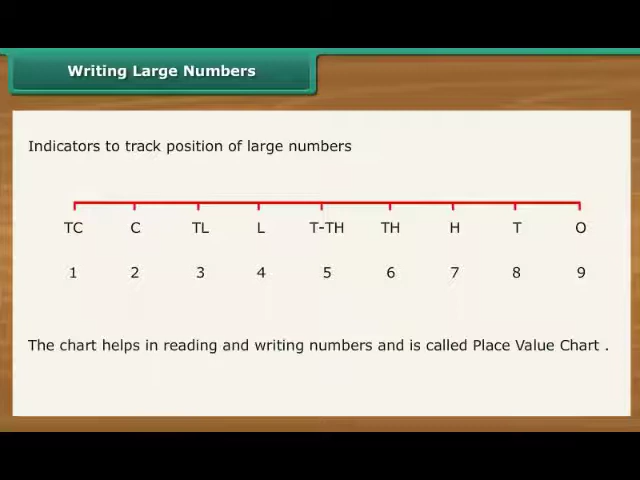 Writing Large Numbers
Indicators to track position of large numbers
TC C TL L T-TH TH H T O
1 2 3 4 5 6 7 8 9
The chart helps in reading and writing numbers and is called Place Value Chart .